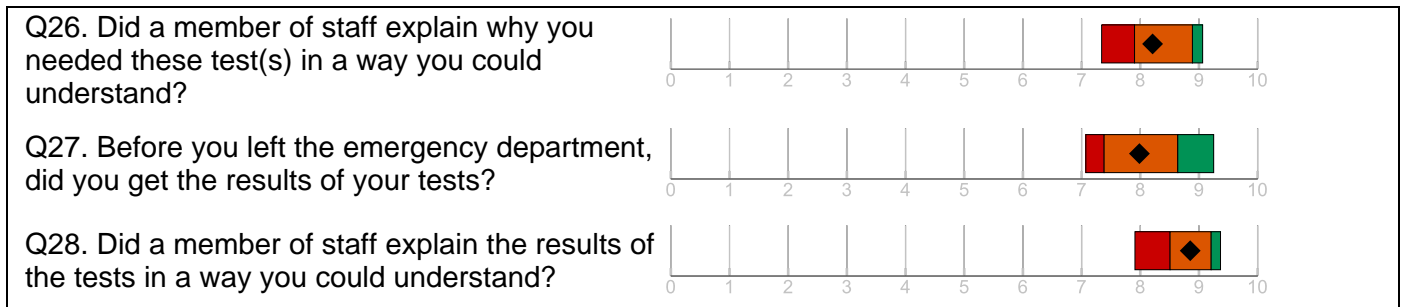 Q26. Did a member of staff explain why you
needed these test(s) in a way you could
understand?
0 1 2 3 4 5 6 7 8 9 10
Q27. Before you left the emergency department,
did you get the results of your tests?
0 1 2 3 4 5 6 7 8 9 10
Q28. Did a member of staff explain the results of
the tests in a way you could understand?
0 1 2 3 4 5 6 7 8 9 10